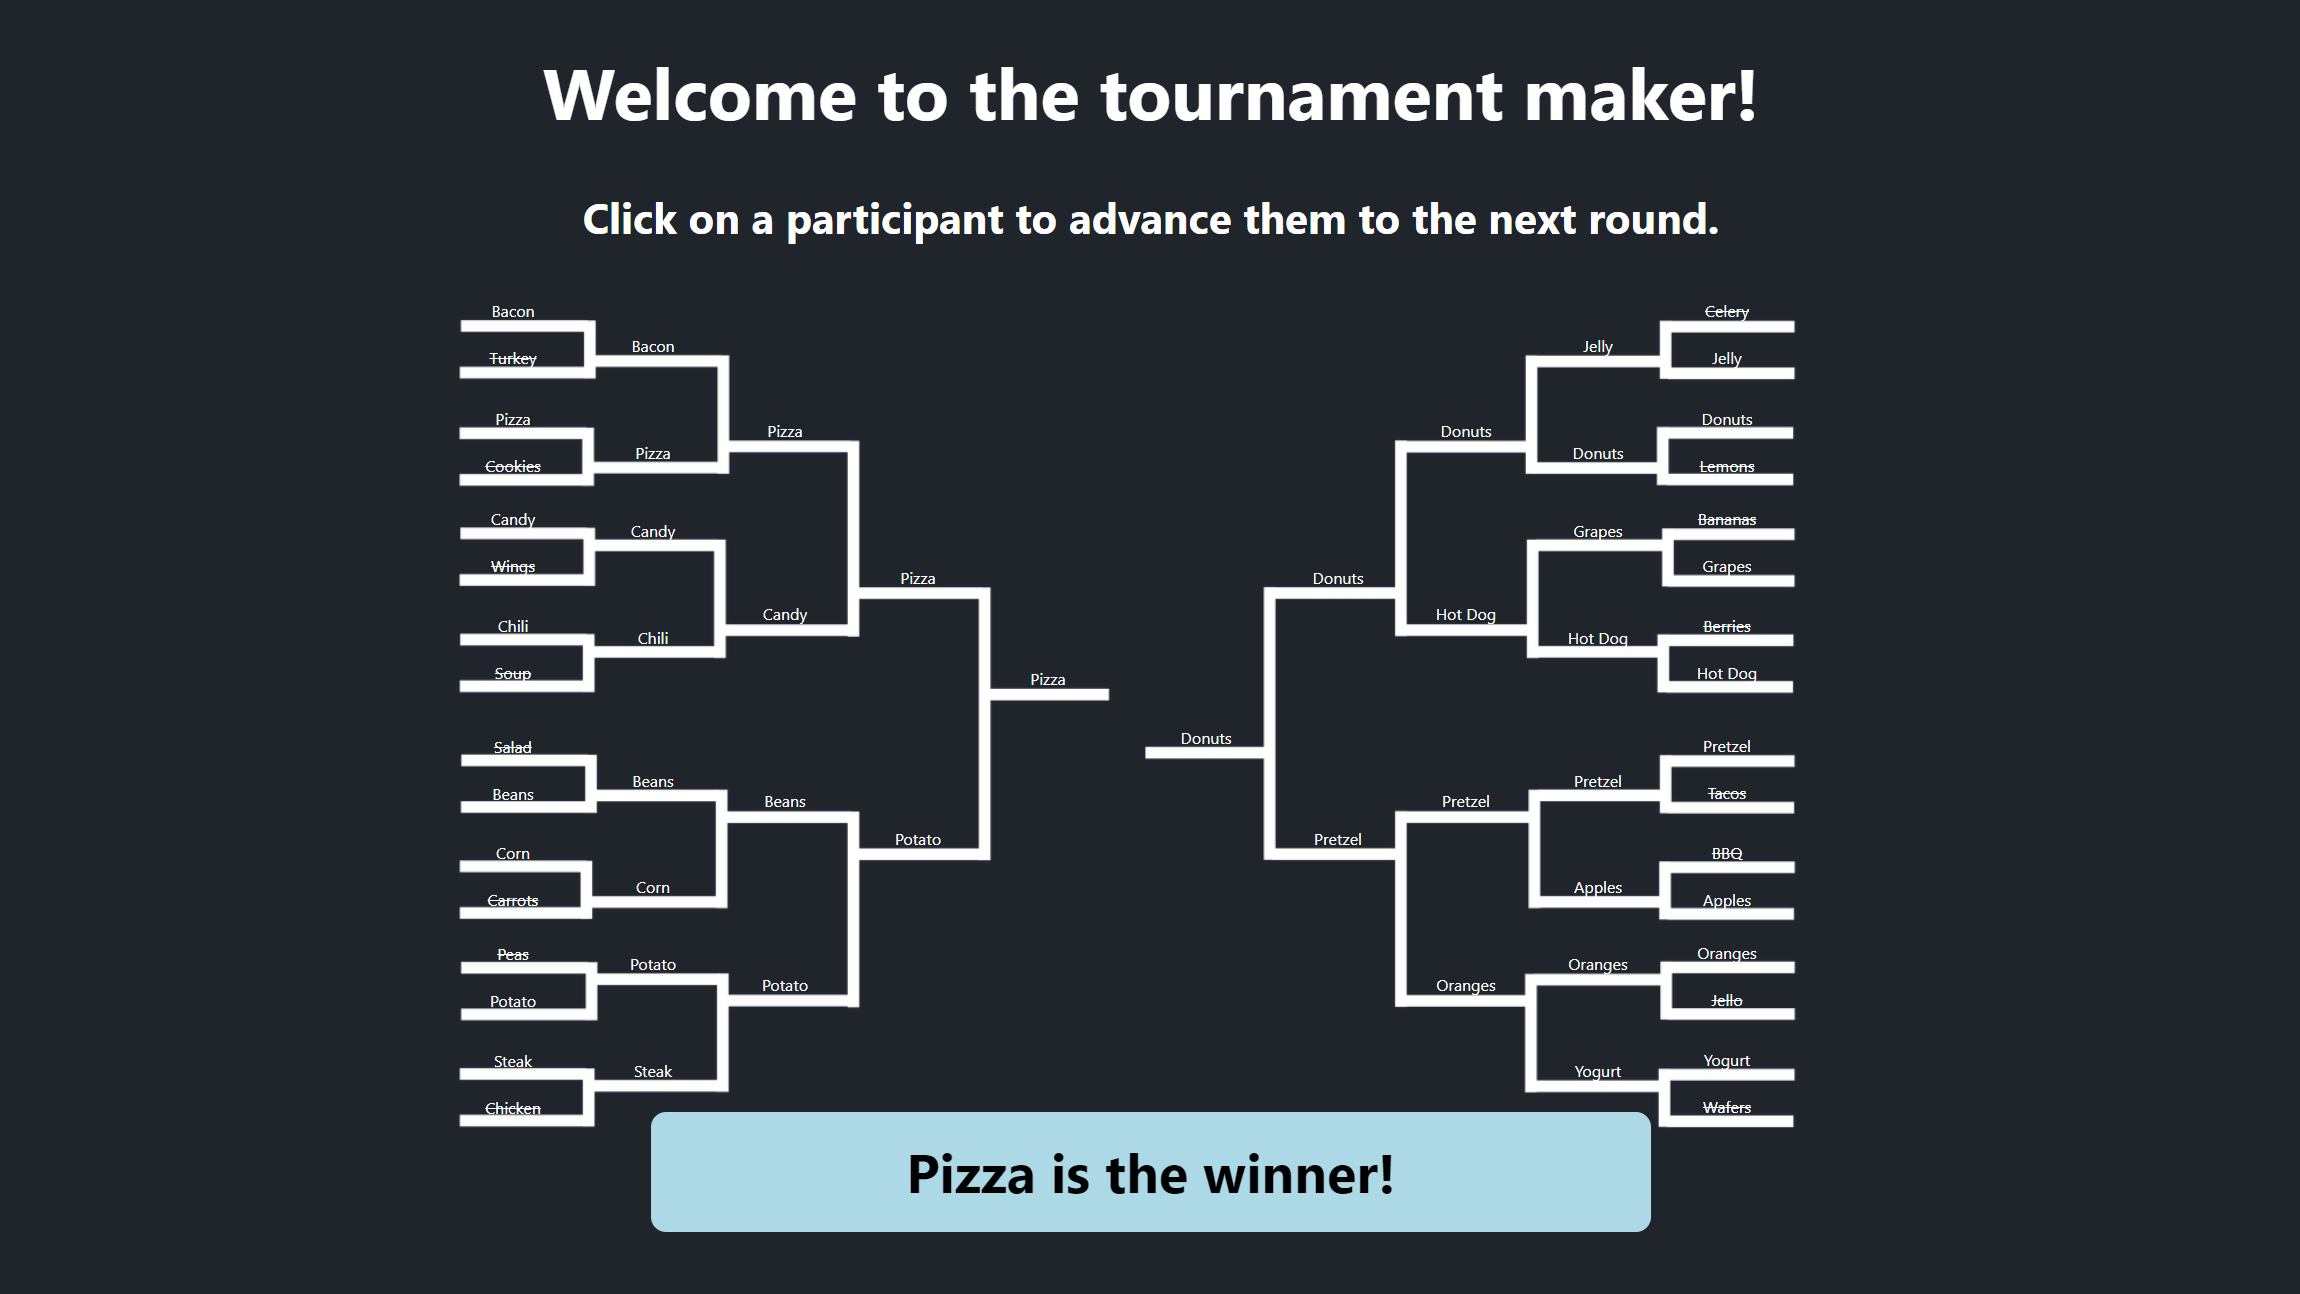 Welcome to the tournament maker!
Click on a participant to advance them to the next round.
Bacon
Turkey
Pizza
Cookies
Candy
Wings
Chili
Soup
Salad
Beans
Corn
Carrots
Peas
Potato
Steak
Chicken
Bacon
Pizza
Candy
Chili
Beans
Corn
Potato
Steak
Pizza
Candy
Beans
Potato
Pizza
Potato
Pizza
Donuts
Donuts
Pretzel
Donuts
Hot Dog
Pretzel
Oranges
Jelly
Donuts
Grapes
Hot Dog
Pretzel
Apples
Oranges
Yogurt
Celery
Jelly
Donuts
Lemons
Bananas
Grapes
Berries
Hot Dog
Pretzel
Tacos
BBQ
Apples
Oranges
Jello
Yogurt
Wafers
Pizza is the winner!